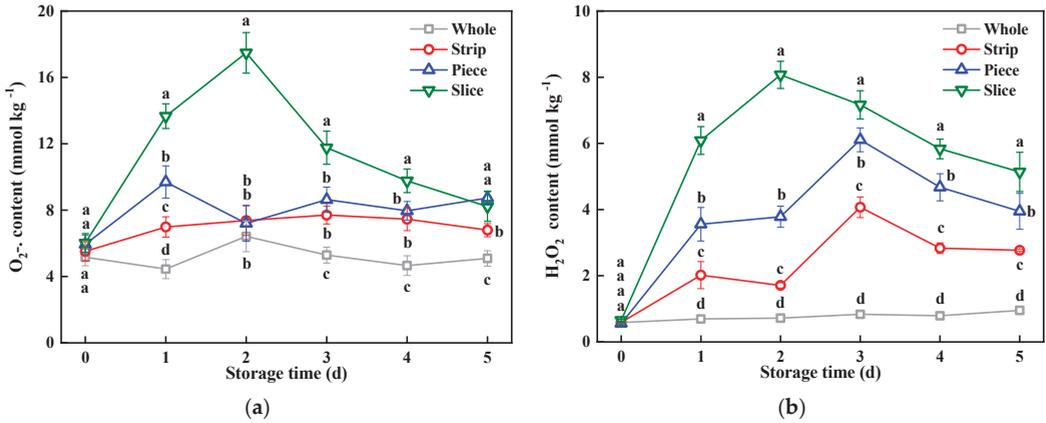 20
16
12
8
4
0
O2-· content (mmol kg-1)
Whole
Strip
Piece
Slice
a
a
a
a
a
a
b
c
d
a
b
b
b
a
b
b
c
a
b
b
c
a
a
b
c
0 1 2 3 4 5
Storage time (d)
(a)
10
8
6
4
2
0
H2O2 content (mmol kg-1)
Whole
Strip
Piece
Slice
a
a
a
a
a
b
c
d
a
b
c
d
a
b
c
d
a
b
c
d
a
b
c
d
0 1 2 3 4 5
Storage time (d)
(b)